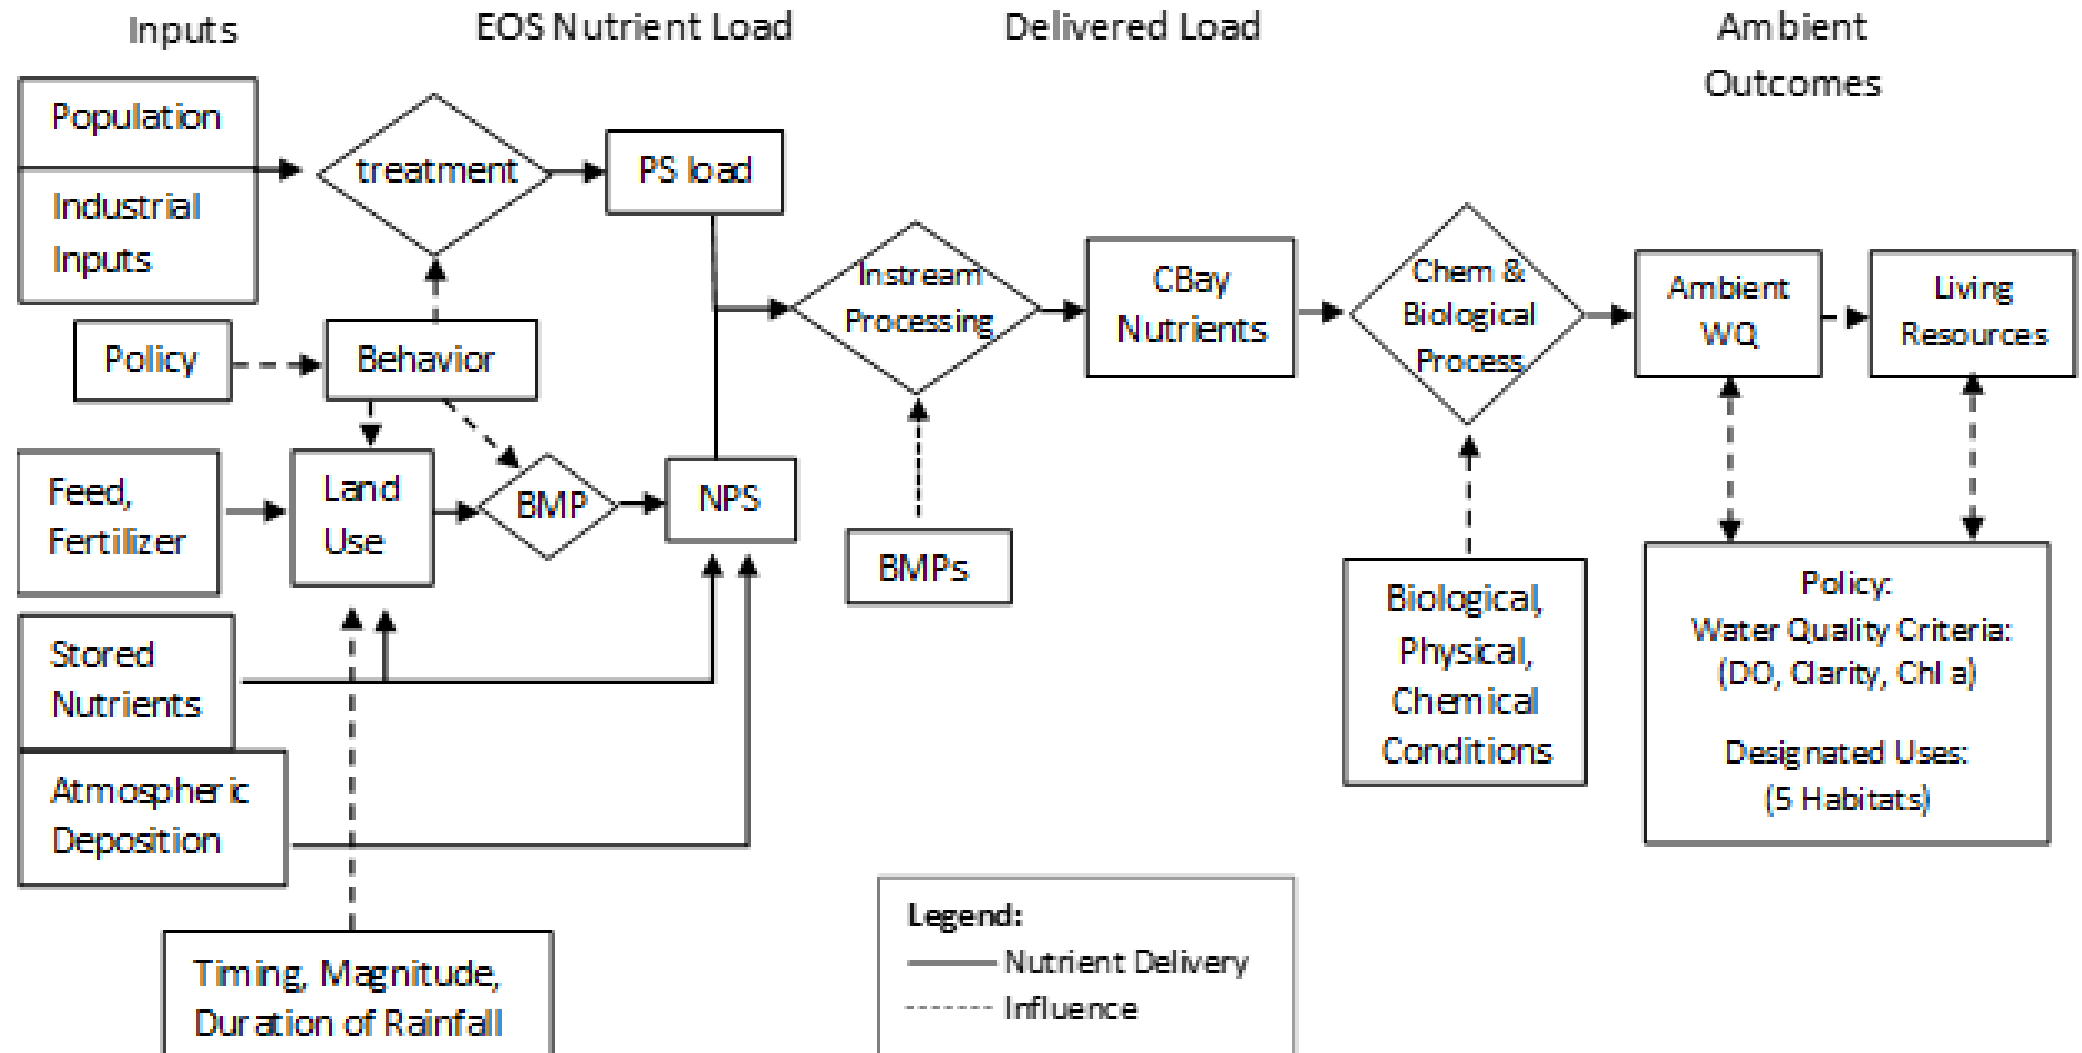 Inputs
EOS Nutrient Load
Delivered Load
Ambient
Outcomes
Population
Industrial
Inputs
treatment
PS load
Policy
Behavior
Instream
Processing
CBay
Nutrients
Chem &
Biological
Process
Ambient
WQ
Living
Resources
Feed,
Fertilizer
Land
Use
BMP
NPS
BMPs
Stored
Nutrients
Atmospheric
Deposition
Timing, Magnitude,
Duration of Rainfall
Biological,
Physical,
Chemical
Conditions
Policy:
Water Quality Criteria:
(DO, Clarity, Chl a)
Designated Uses:
(5 Habitats)
Legend:
Nutrient Delivery
Influence